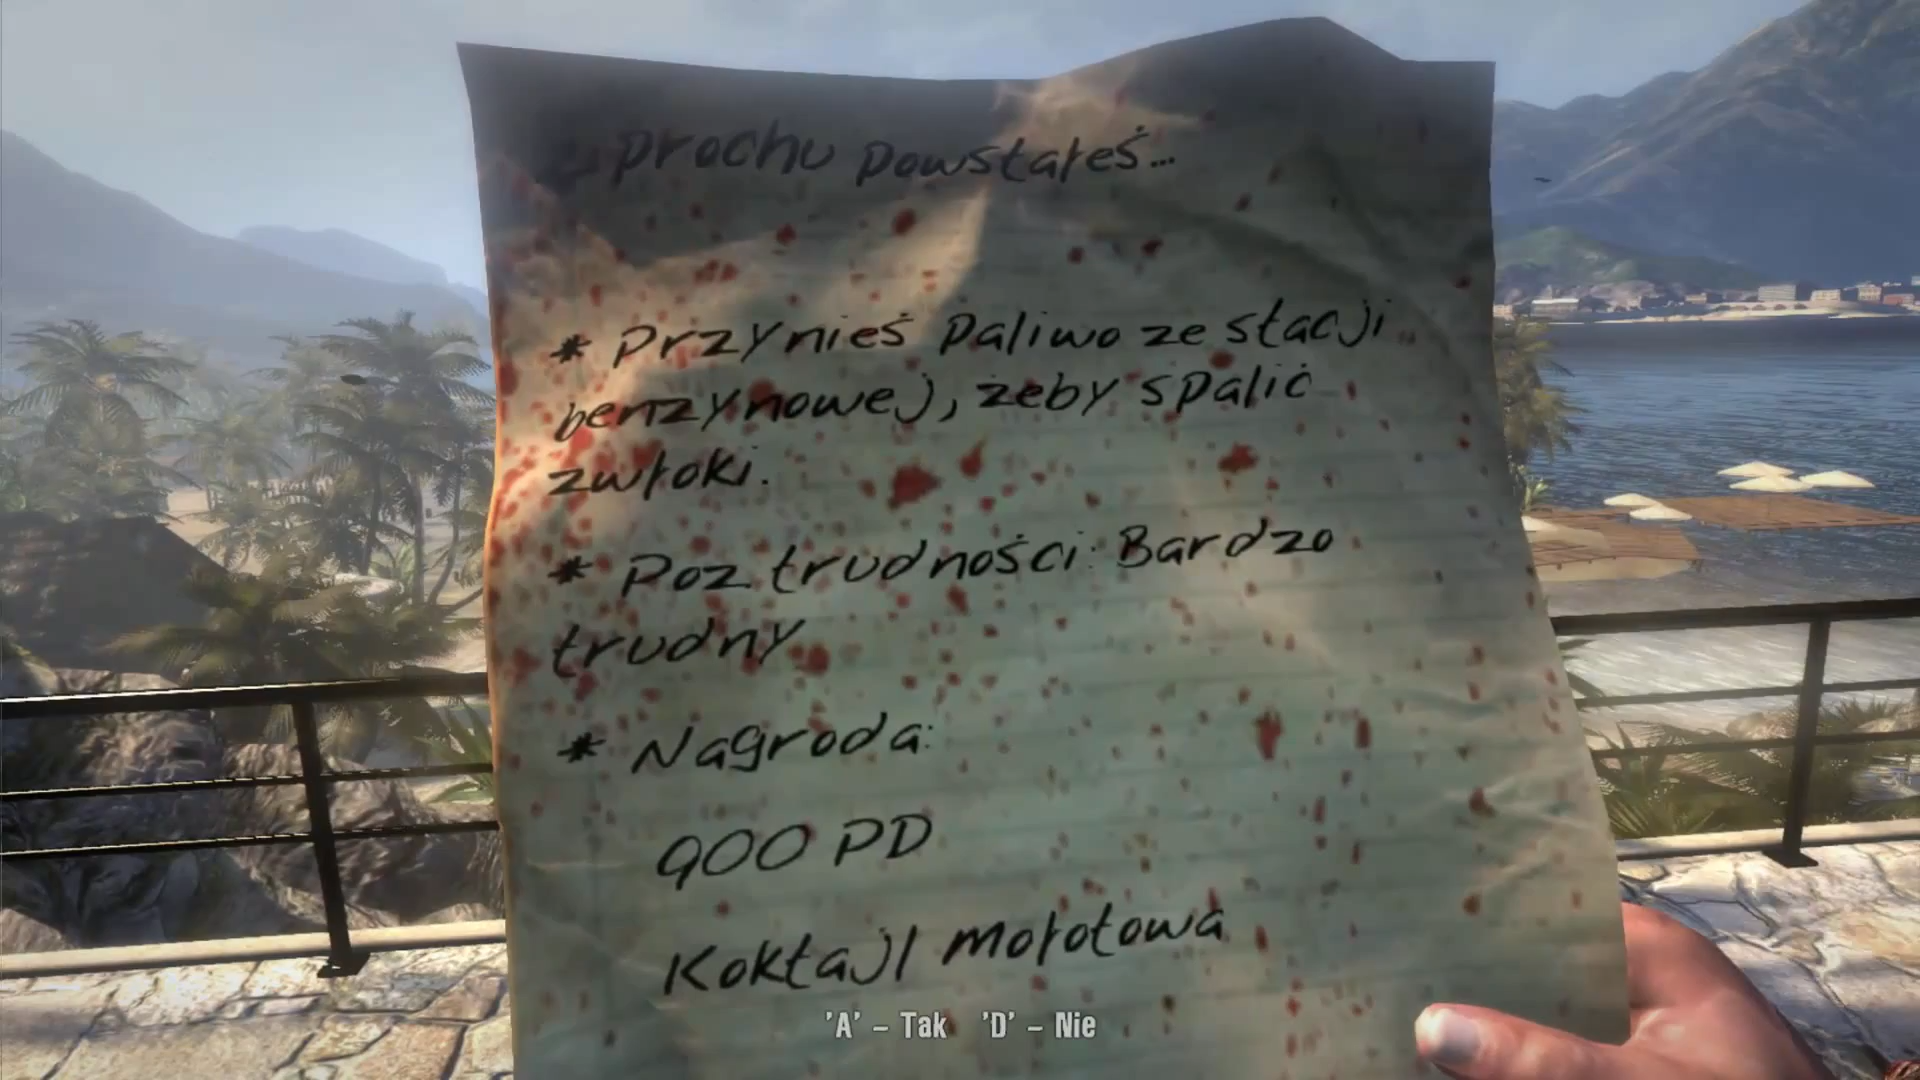 Z prochu powstałeś...
* Przynieś paliwo ze stacji
benzynowej, żeby spalić
zwłoki.
* Poz. trudności: Bardzo
trudny
* Nagroda:
900 PD
Koktajl mołotowa
'A' – Tak 'D' – Nie